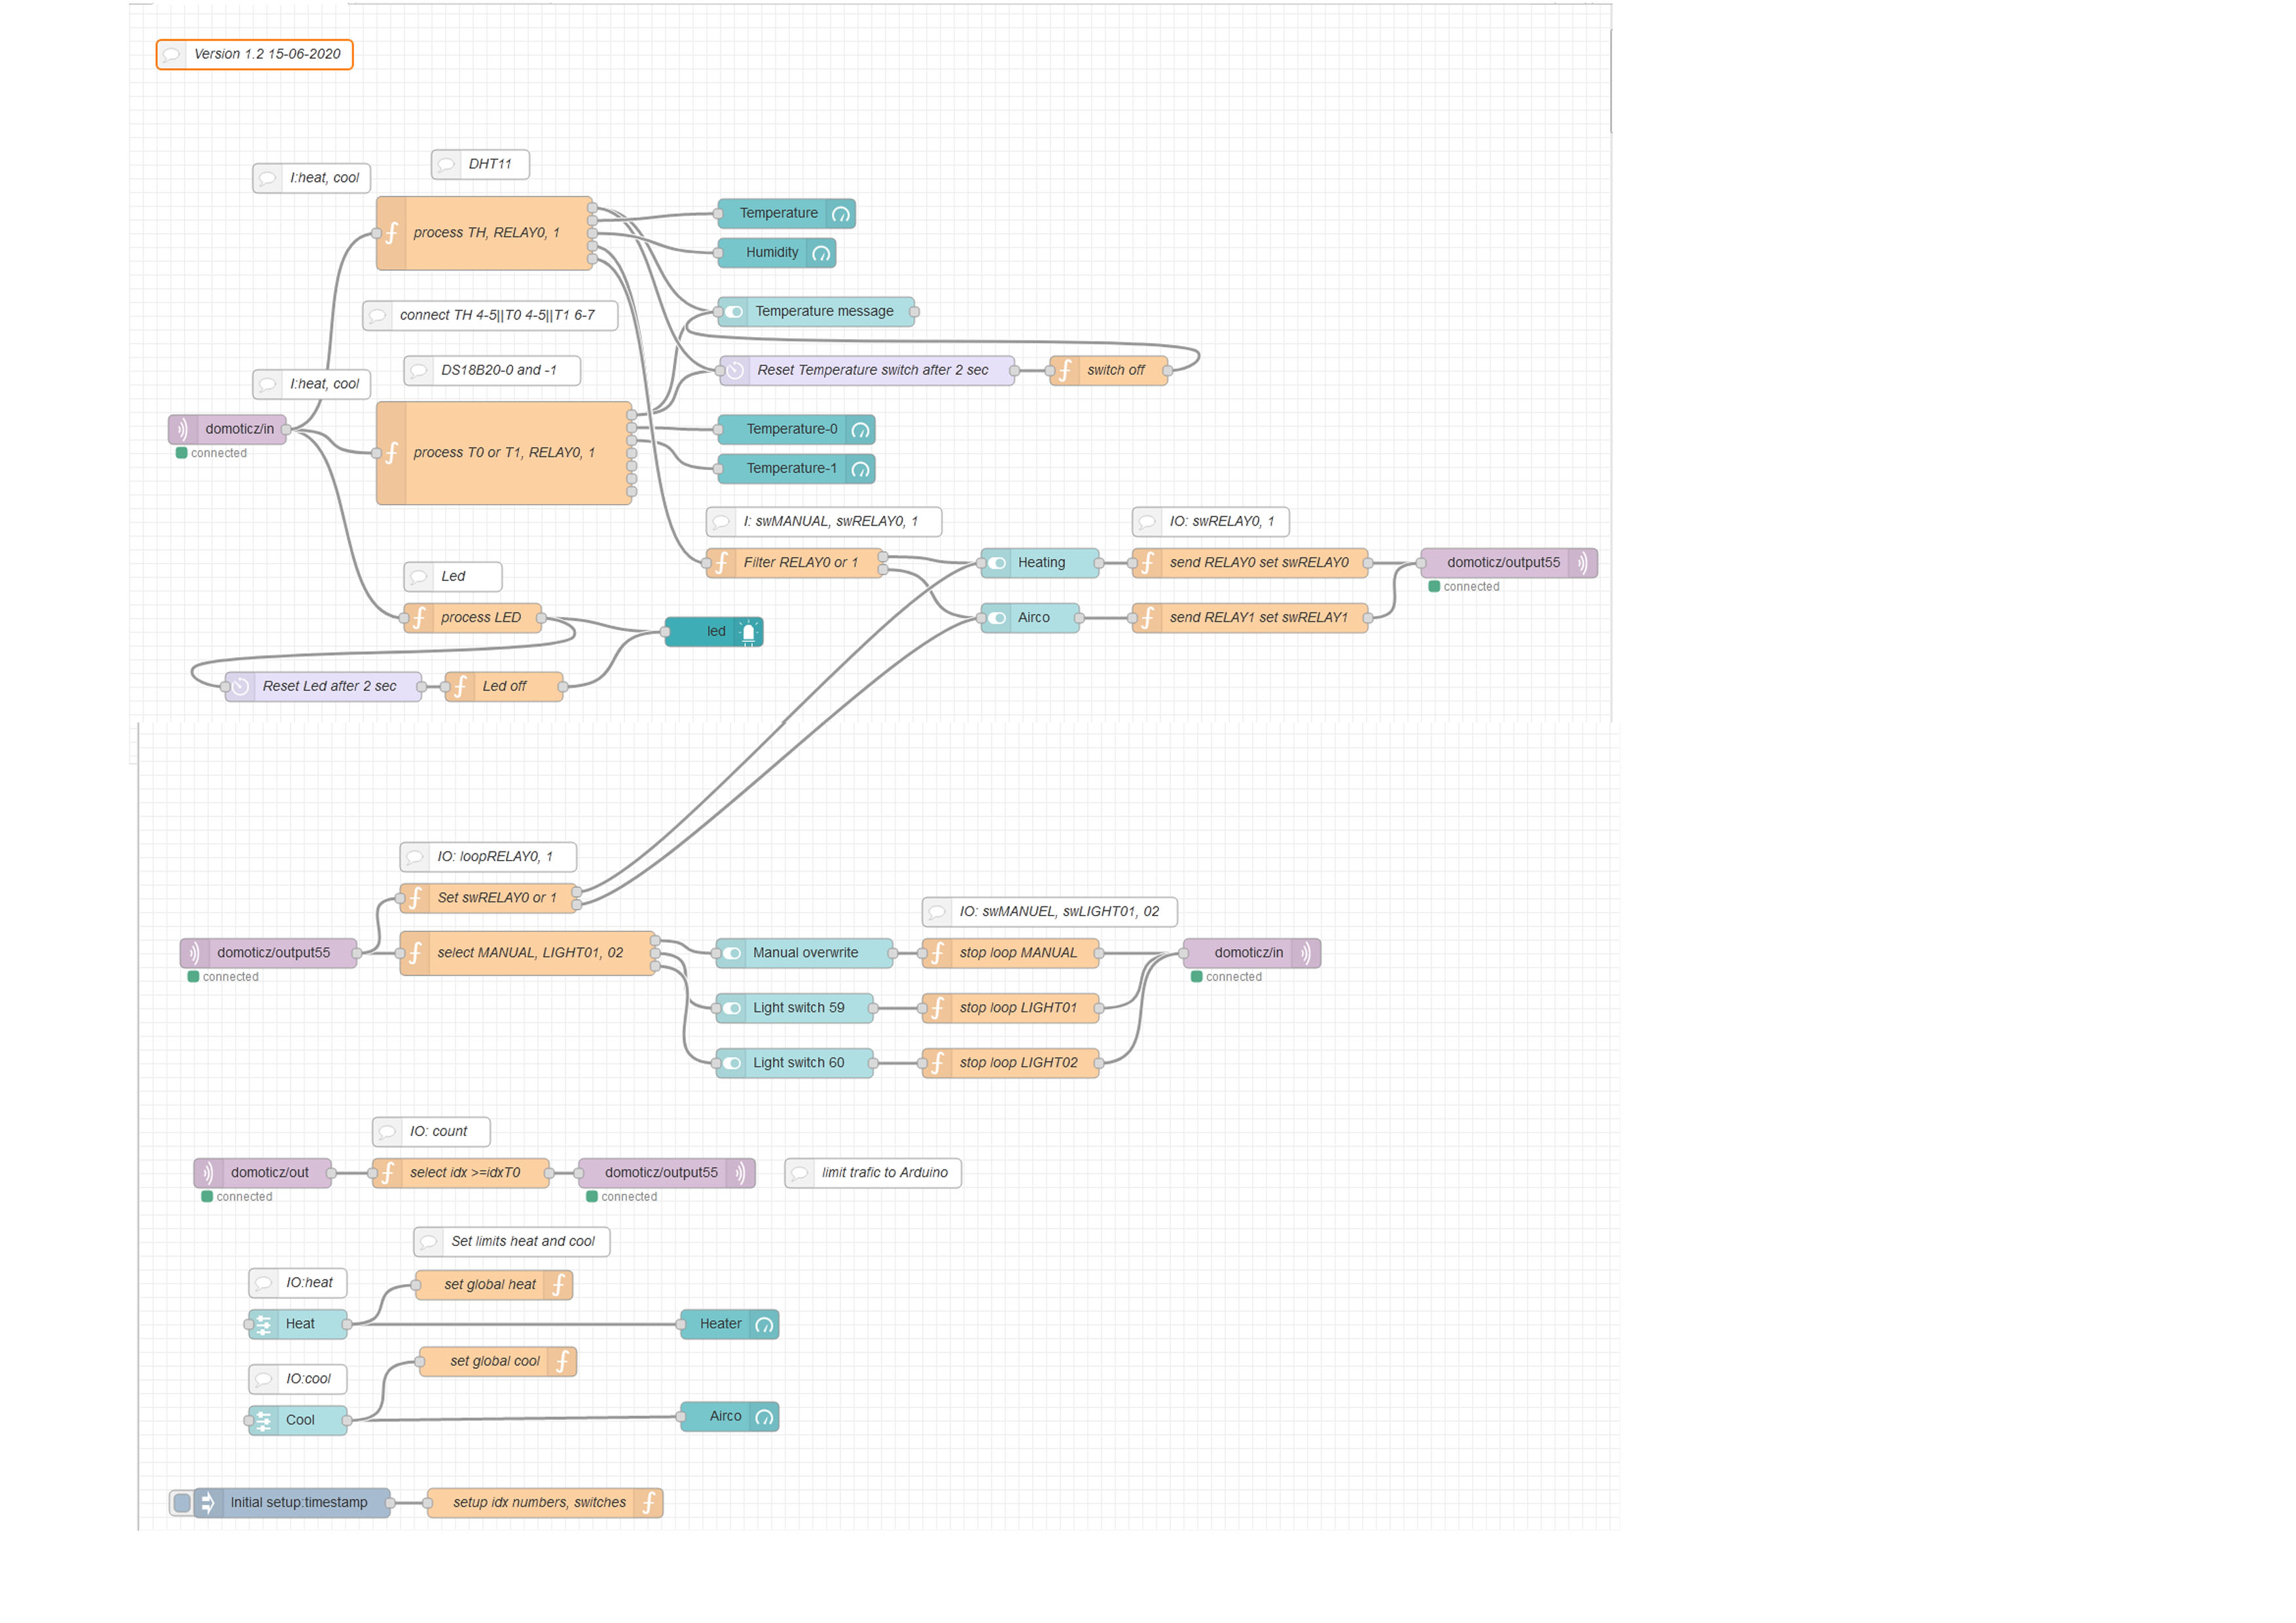 Version 1.2 15-06-2020
DHT11
I:heat, cool
Temperature
process TH, RELAY0, 1
Humidity
connect TH 4-5||T0 4-5||T1 6-7
Temperature message
DS18B20-0 and -1
Reset Temperature switch after 2 sec
switch off
I:heat, cool
domoticz/in
connected
process T0 or T1, RELAY0, 1
Temperature-0
Temperature-1
I: swMANUAL, swRELAY0, 1
IO: swRELAY0, 1
Filter RELAY0 or 1
Heating
send RELAY0 set swRELAY0
domoticz/output55
connected
Led
process LED
led
Airco
send RELAY1 set swRELAY1
Reset Led after 2 sec
Led off
IO: loopRELAY0, 1
Set swRELAY0 or 1
IO: swMANUEL, swLIGHT01, 02
domoticz/output55
connected
select MANUAL, LIGHT01, 02
Manual overwrite
stop loop MANUAL
domoticz/in
connected
Light switch 59
stop loop LIGHT01
Light switch 60
stop loop LIGHT02
IO: count
domoticz/out
connected
select idx >=idxT0
domoticz/output55
connected
limit trafic to Arduino
Set limits heat and cool
IO:heat
set global heat
Heat
Heater
set global cool
IO:cool
Cool
Airco
Initial setup:timestamp
setup idx numbers, switches